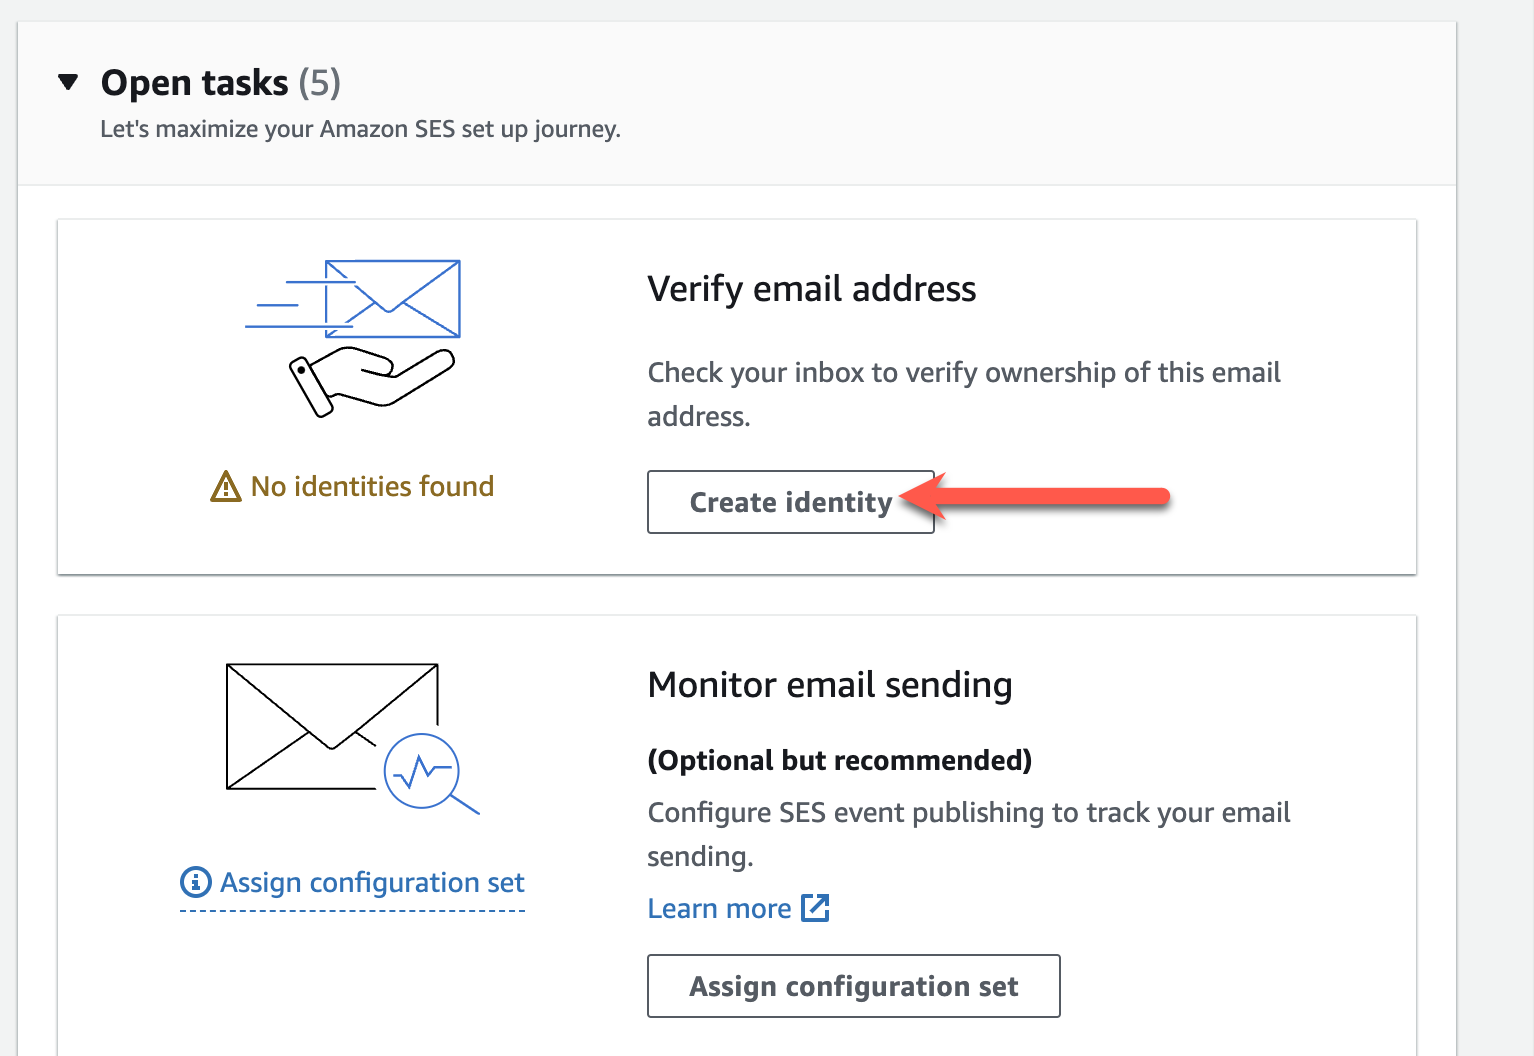 Open tasks (5)
Let's maximize your Amazon SES set up journey.
Verify email address
Check your inbox to verify ownership of this email
address.
No identities found
Create identity
Monitor email sending
(Optional but recommended)
Configure SES event publishing to track your email
sending.
Assign configuration set
Learn more
Assign configuration set